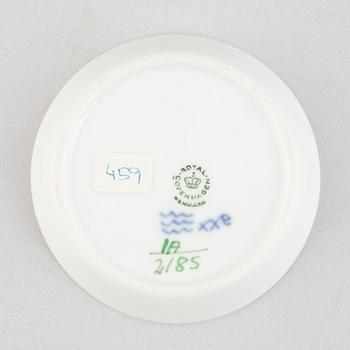 459
ROYAL
COPENHAGEN
DENMARK
xxe
1A
2185